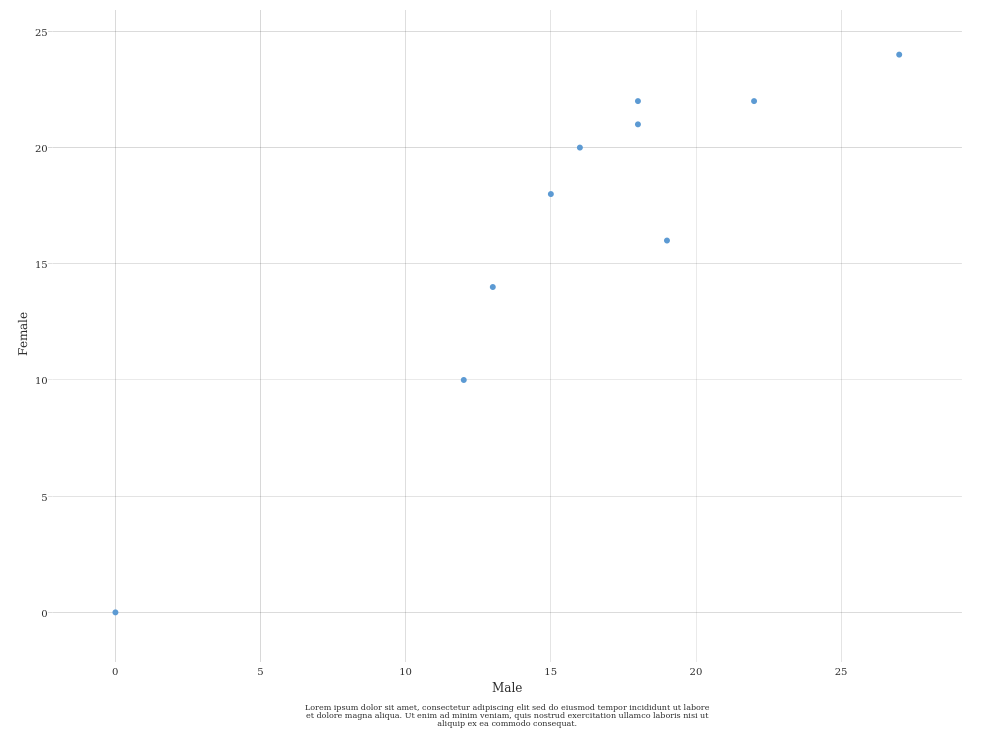 25
20
15
10
5
0
Female
0 5 10 15 20 25
Male
Lorem ipsum dolor sit amet, consectetur adipiscing elit sed do eiusmod tempor incididunt ut labore
et dolore magna aliqua. Ut enim ad minim veniam, quis nostrud exercitation ullamco laboris nisi ut
aliquip ex ea commodo consequat.